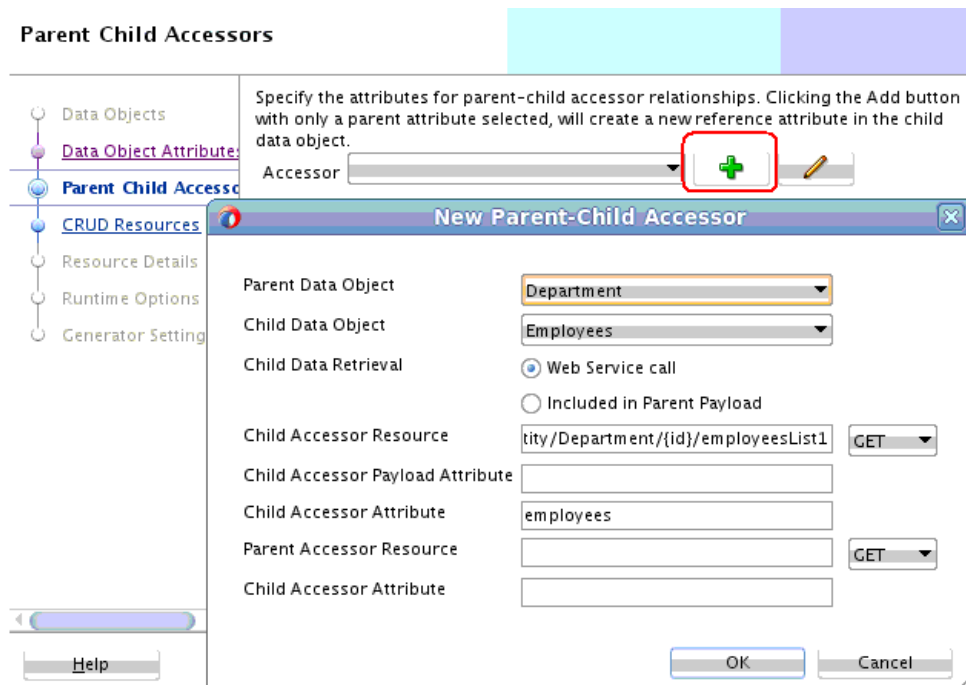 Parent Child Accessors
Specify the attributes for parent-child accessor relationships. Clicking the Add button
with only a parent attribute selected, will create a new reference attribute in the child
data object.
Accessor
Data Objects
Data Object Attribute
Parent Child Accesso
CRUD Resources
Resource Details
Runtime Options
Generator Setting
New Parent-Child Accessor
Parent Data Object
Department
Child Data Object
Employees
Child Data Retrieval
Web Service call
Included in Parent Payload
Child Accessor Resource
tity/Department/{id}/employeesList1
GET
Child Accessor Payload Attribute
Child Accessor Attribute
employees
Parent Accessor Resource
GET
Child Accessor Attribute
Help
OK
Cancel